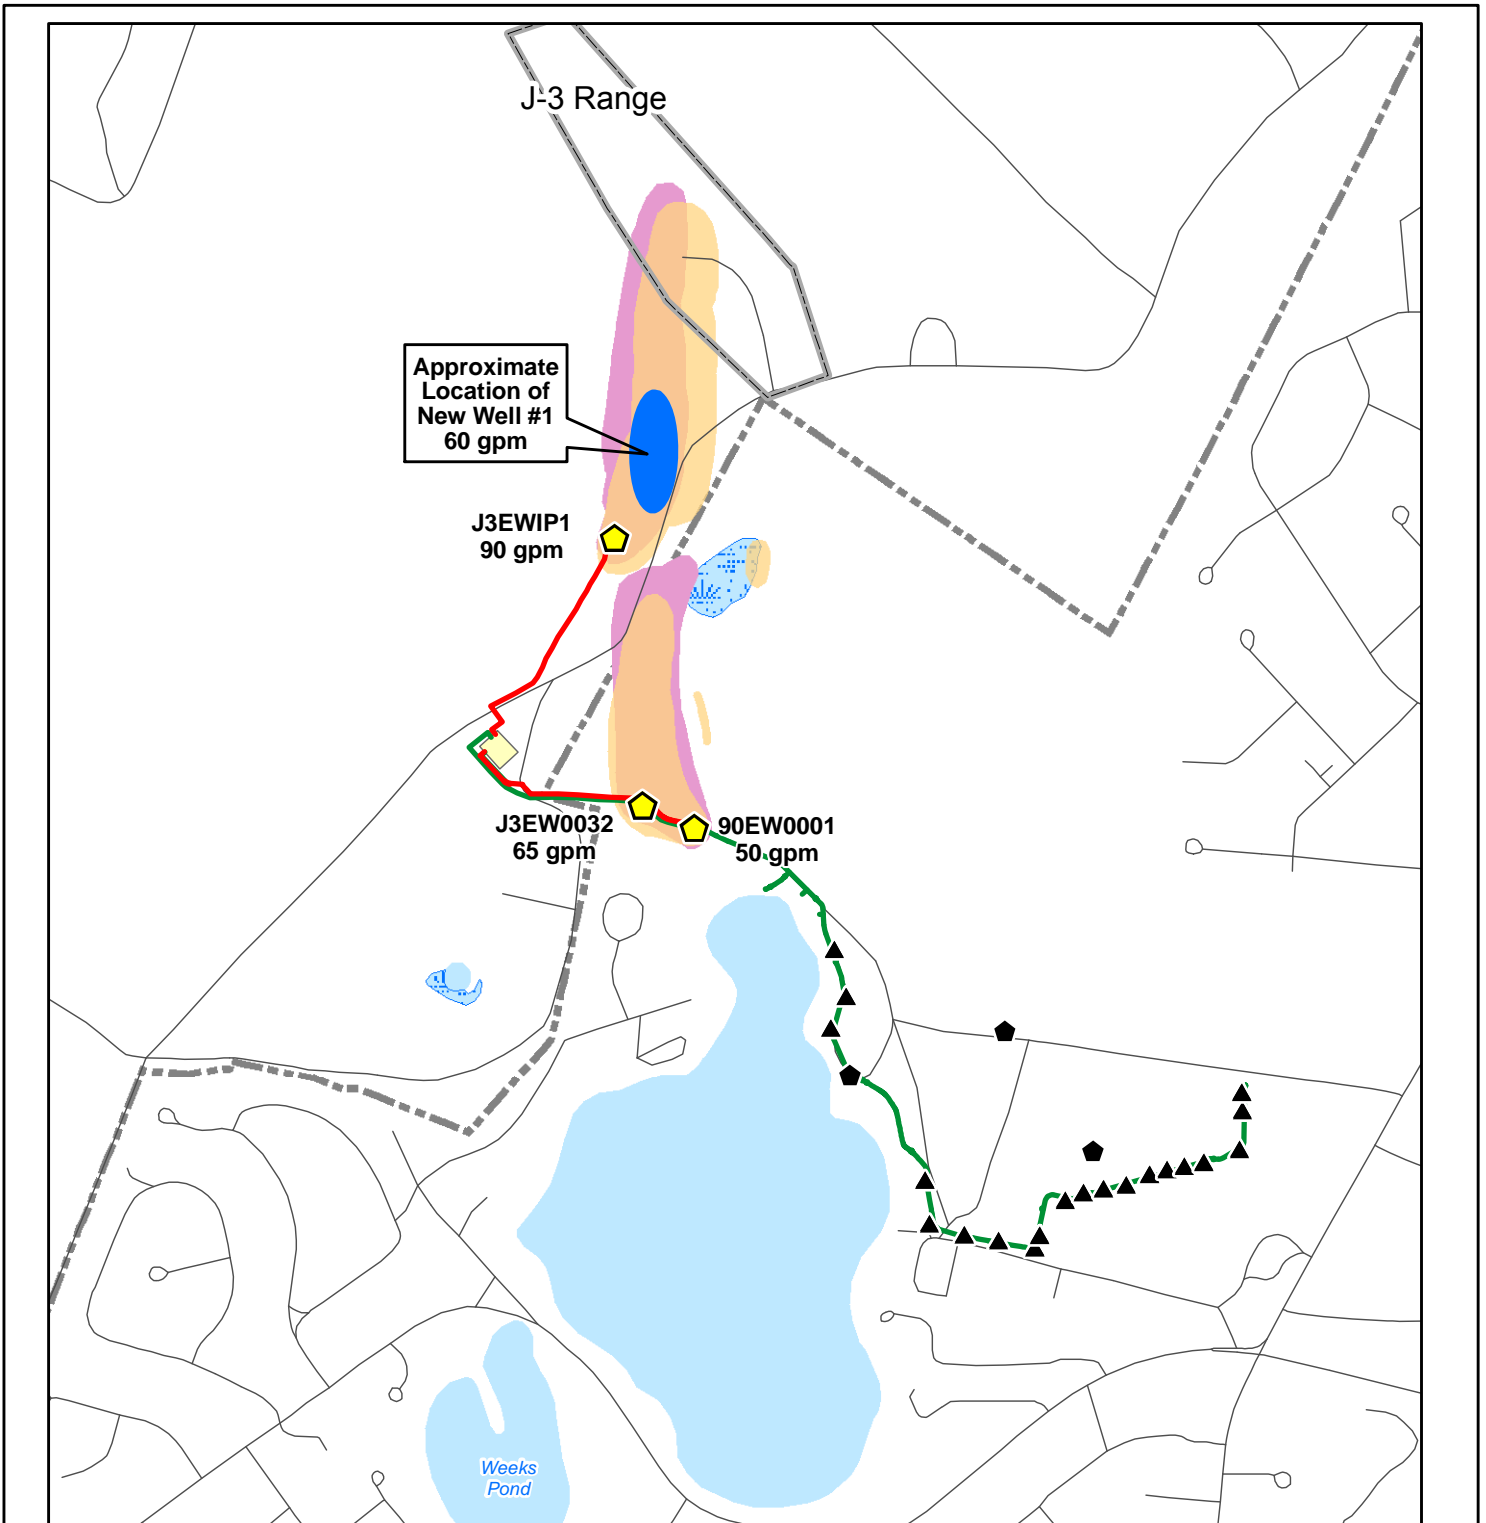 J-3 Range
Approximate
Location of
New Well #1
60 gpm
J3EWIP1
90 gpm
J3EW0032
65 gpm
90EW0001
50 gpm
Weeks
Pond